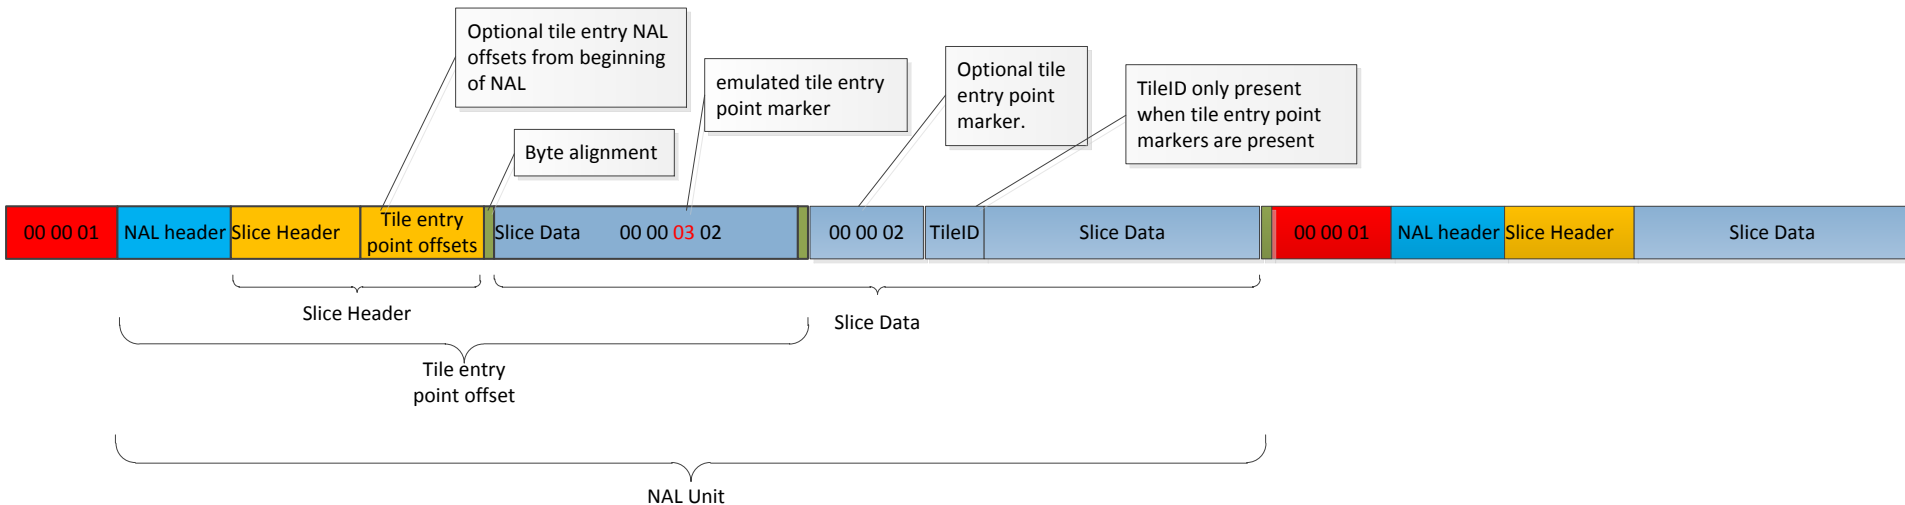 Optional tile entry NAL
offsets from beginning
of NAL
emulated tile entry
point marker
Optional tile
entry point
marker.
TileID only present
when tile entry point
markers are present
Byte alignment
00 00 01
NAL header
Slice Header
Tile entry
point offsets
Slice Data
00 00 03 02
00 00 02
TileID
Slice Data
00 00 01
NAL header
Slice Header
Slice Data
Slice Header
Slice Data
Tile entry
point offset
NAL Unit